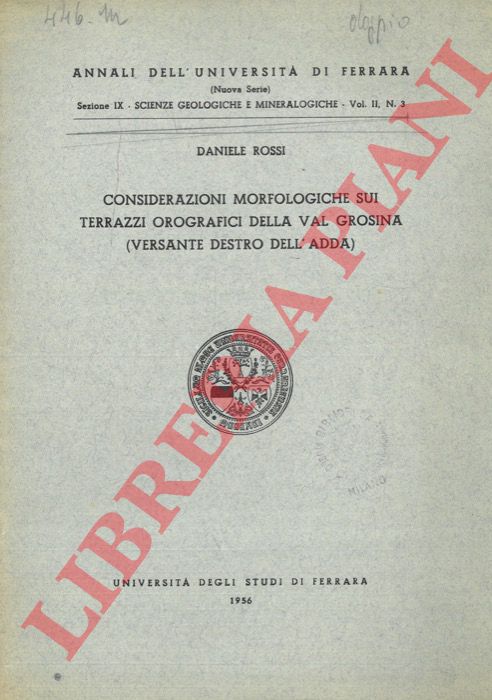 446.M
doppio
ANNALI DELL'UNIVERSITÀ DI FERRARA
(Nuova Serie)
Sezione IX - SCIENZE GEOLOGICHE E MINERALOGICHE - Vol. II, N. 3
DANIELE ROSSI
CONSIDERAZIONI MORFOLOGICHE SUI
TERRAZZI OROGRAFICI DELLA VAL GROSINA
(VERSANTE DESTRO DELL'ADDA)
MILANO
UNIVERSITÀ DEGLI STUDI DI FERRARA
1956
LIBRERIA PIANI